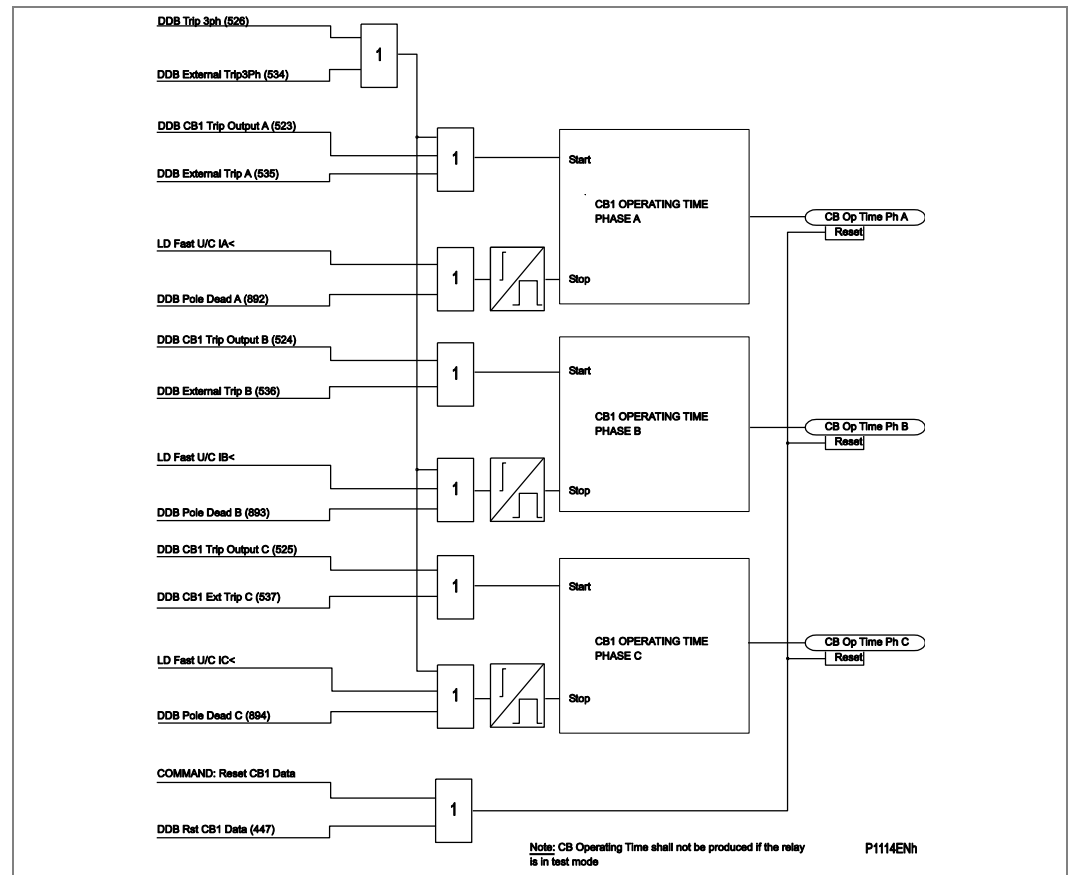 DDB Trip 3ph (526)
1
DDB External Trip3Ph (534)
DDB CB1 Trip Output A (523)
1
Start
DDB External Trip A (535)
CB1 OPERATING TIME
PHASE A
CB Op Time Ph A
Reset
LD Fast U/C IA<
1
Stop
DDB Pole Dead A (892)
DDB CB1 Trip Output B (524)
1
Start
DDB External Trip B (536)
CB1 OPERATING TIME
PHASE B
CB Op Time Ph B
Reset
LD Fast U/C IB<
1
Stop
DDB Pole Dead B (893)
DDB CB1 Trip Output C (525)
1
Start
DDB CB1 Ext Trip C (537)
CB1 OPERATING TIME
PHASE C
CB Op Time Ph C
Reset
LD Fast U/C IC<
1
Stop
DDB Pole Dead C (894)
COMMAND: Reset CB1 Data
1
DDB Rst CB1 Data (447)
Note: CB Operating Time shall not be produced if the relay
is in test mode
P1114ENh